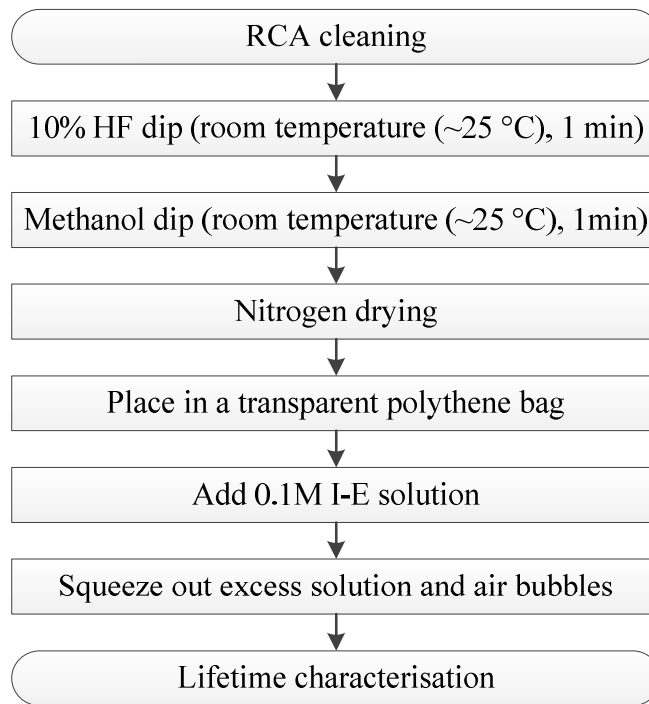 RCA cleaning
10% HF dip (room temperature (~25 °C), 1 min)
Methanol dip (room temperature (~25 °C), 1min)
Nitrogen drying
Place in a transparent polythene bag
Add 0.1M I-E solution
Squeeze out excess solution and air bubbles
Lifetime characterisation